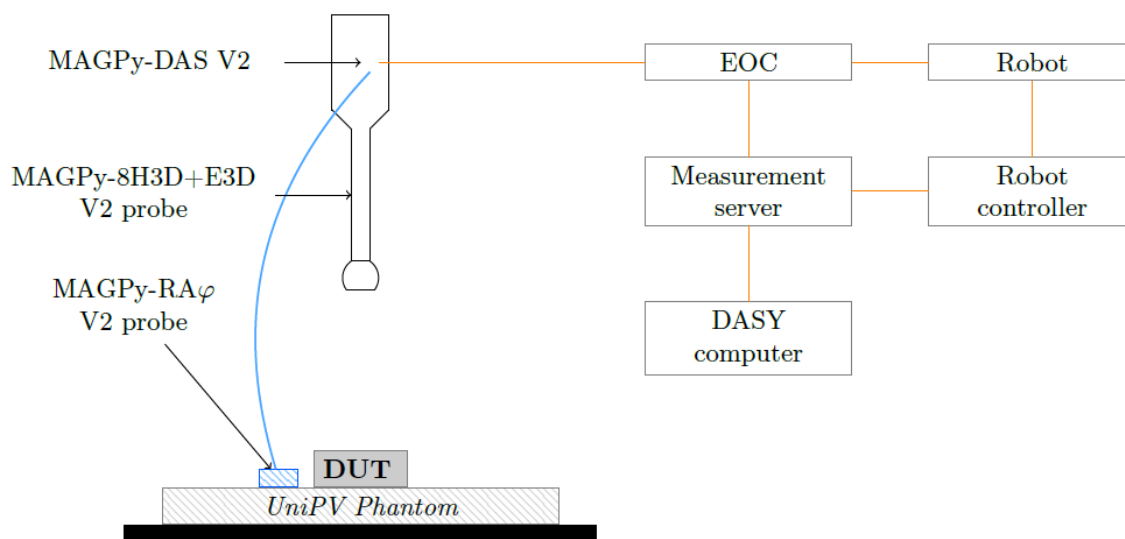 MAGPy-DAS V2
EOC
Robot
MAGPy-8H3D+E3D
V2 probe
Measurement
server
Robot
controller
MAGPy-RAφ
V2 probe
DASY
computer
DUT
UniPV Phantom